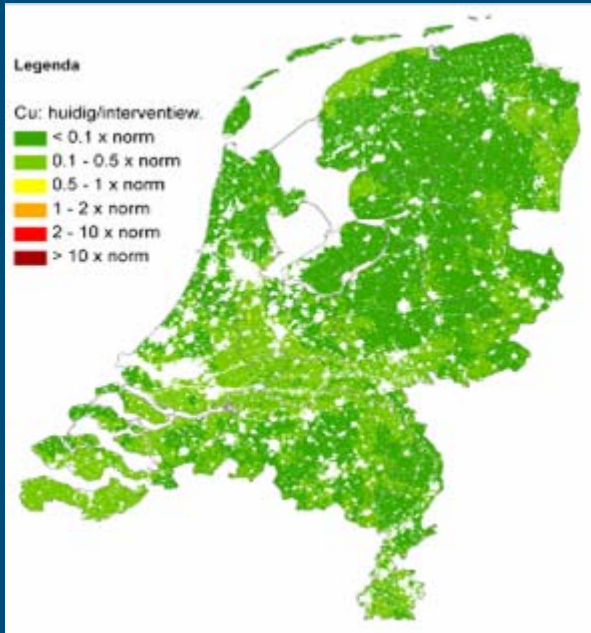 Legenda
Cu: huidig/interventiew.
< 0.1 x norm
0.1 - 0.5 x norm
0.5 - 1 x norm
1 - 2 x norm
2 - 10 x norm
> 10 x norm